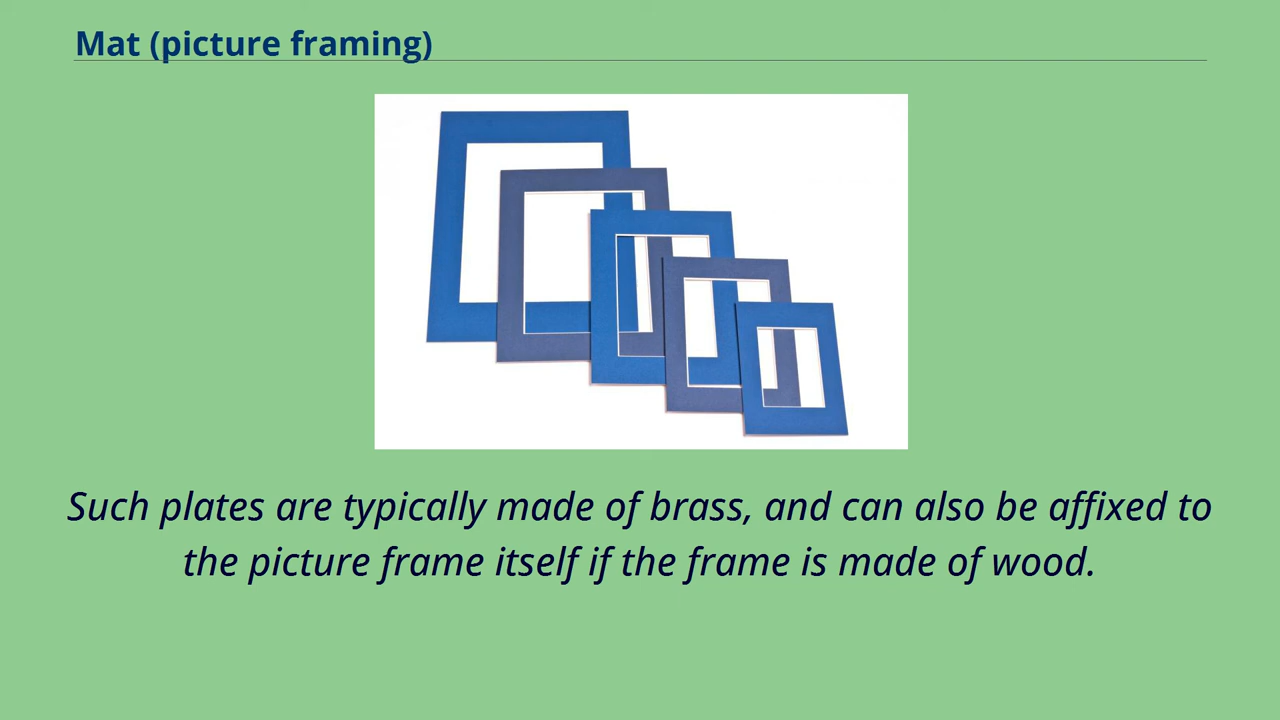 Mat (picture framing)
Such plates are typically made of brass, and can also be affixed to
the picture frame itself if the frame is made of wood.